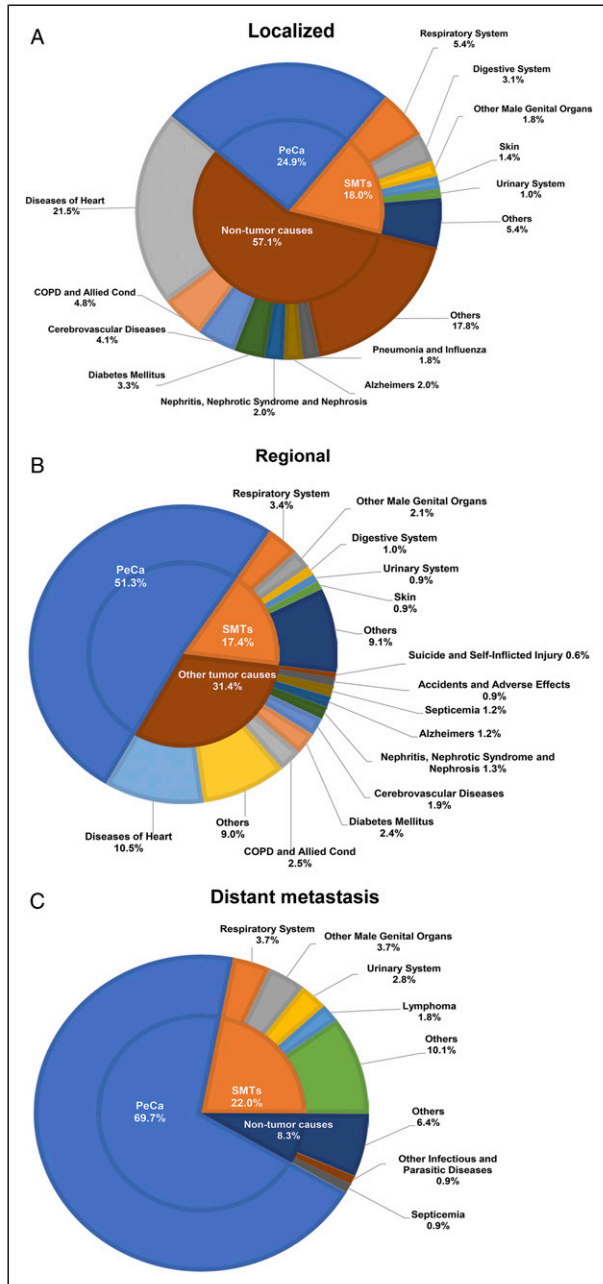 A
Localized
Respiratory System
5.4%
Digestive System
3.1%
Other Male Genital Organs
1.8%
Skin
1.4%
Urinary System
1.0%
Others
5.4%
PeCa
24.9%
SMTs
18.0%
Non-tumor causes
57.1%
Diseases of Heart
21.5%
COPD and Allied Cond
4.8%
Cerebrovascular Diseases
4.1%
Diabetes Mellitus
3.3%
Nephritis, Nephrotic Syndrome and Nephrosis
2.0%
Alzheimers 2.0%
Pneumonia and Influenza
1.8%
Others
17.8%
B
Regional
Respiratory System
3.4%
Other Male Genital Organs
2.1%
Digestive System
1.0%
Urinary System
0.9%
Skin
0.9%
Others
9.1%
PeCa
51.3%
SMTs
17.4%
Other tumor causes
31.4%
Suicide and Self-Inflicted Injury 0.6%
Accidents and Adverse Effects
0.9%
Septicemia 1.2%
Alzheimers 1.2%
Nephritis, Nephrotic Syndrome and
Nephrosis 1.3%
Cerebrovascular Diseases
1.9%
Diabetes Mellitus
2.4%
COPD and Allied Cond
2.5%
Others
9.0%
Diseases of Heart
10.5%
C
Distant metastasis
Respiratory System
3.7%
Other Male Genital Organs
3.7%
Urinary System
2.8%
Lymphoma
1.8%
Others
10.1%
PeCa
69.7%
SMTs
22.0%
Non-tumor causes
8.3%
Others
6.4%
Other Infectious and
Parasitic Diseases
0.9%
Septicemia
0.9%